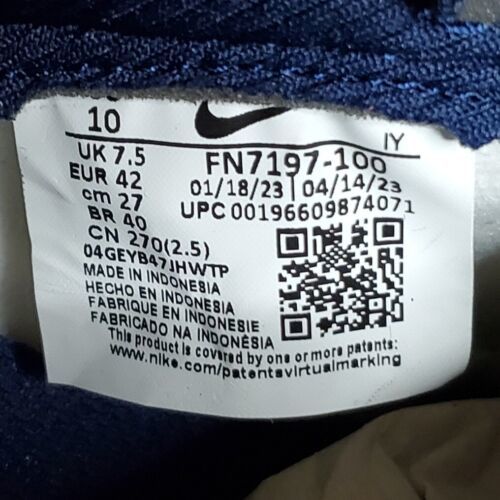 10
IY
UK 7.5
EUR 42
cm 27
BR 40
CN 270(2.5)
FN7197-100
01/18/23 04/14/23
UPC 00196609874071
04GEYB47JHWTP
MADE IN INDONESIA
HECHO EN INDONESIA
FABRIQUE EN INDONESIE
FABRICADO NA INDONÉSIA
This product is covered by one or more patents:
www.nike.com/patentsvirtualmarking